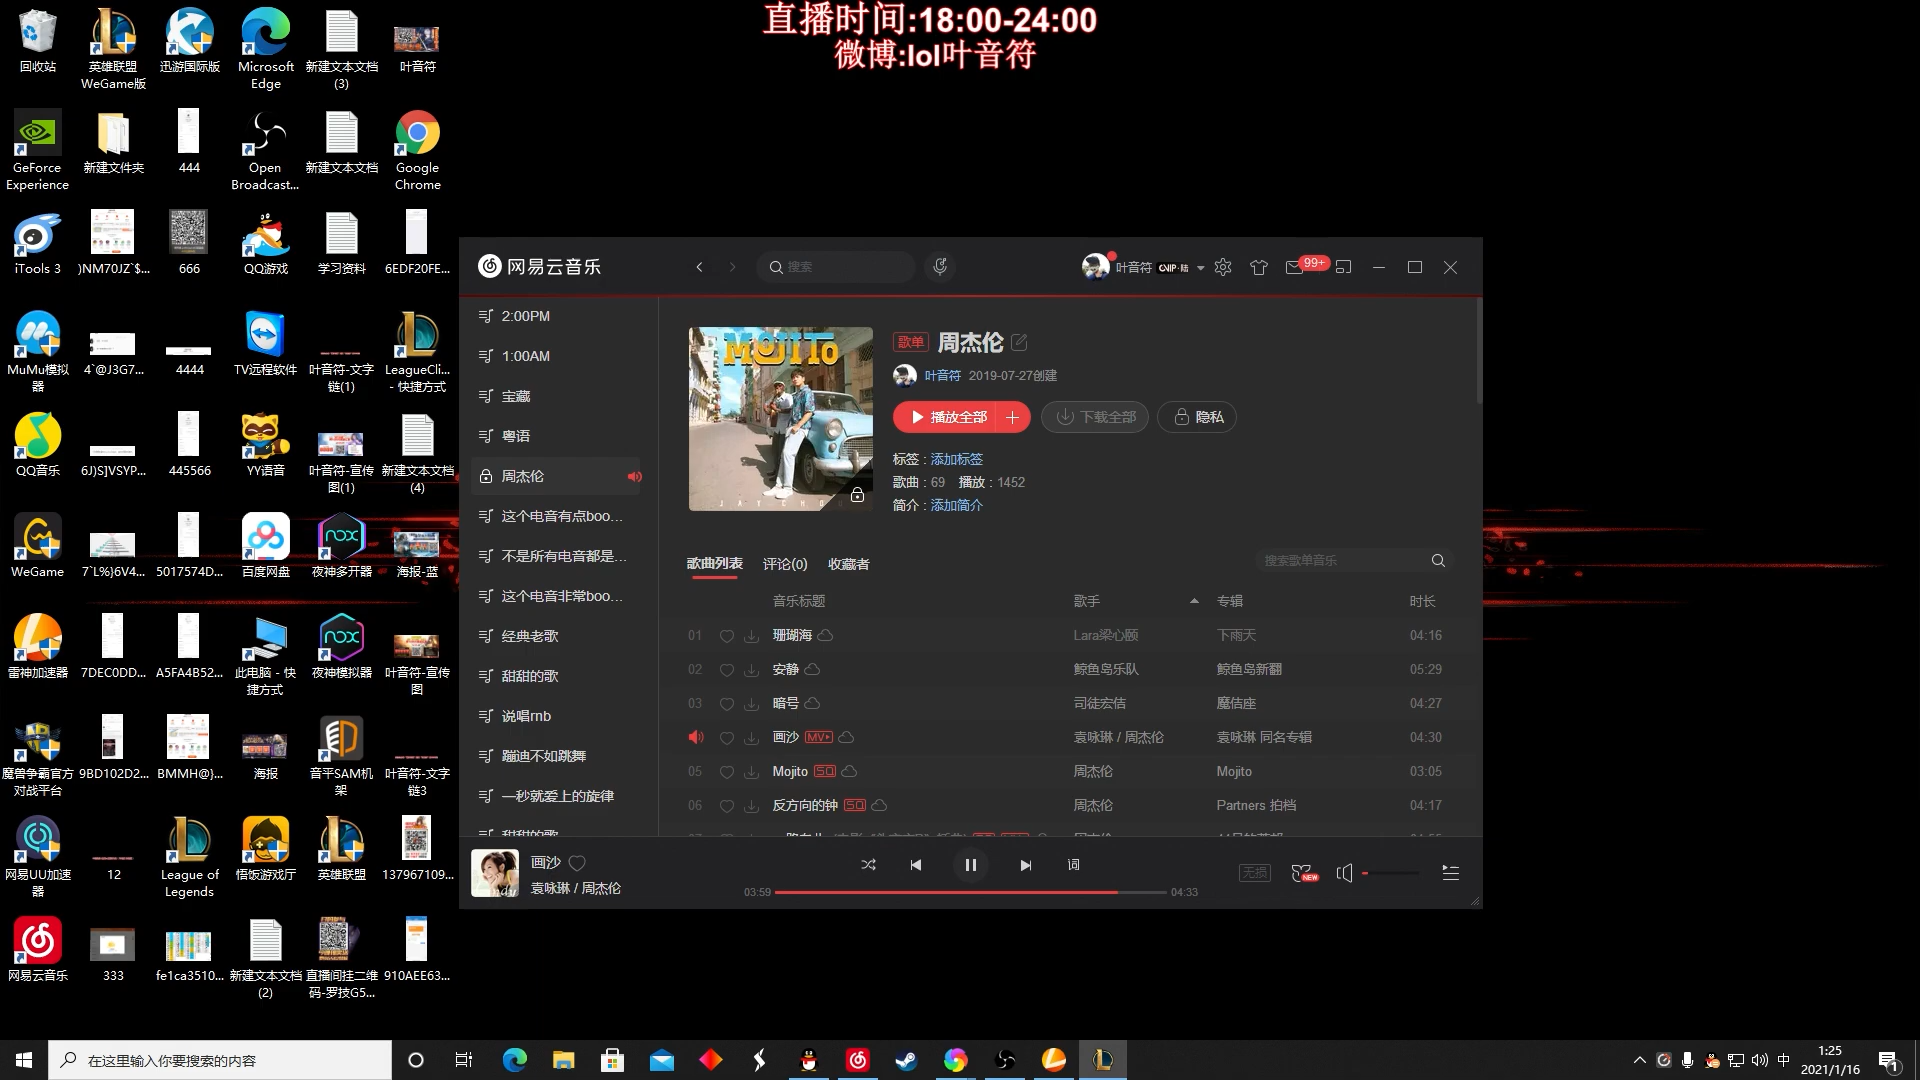 直播时间:18:00-24:00
微博:lol叶音符
回收站
英雄联盟
WeGame版
迅游国际版
Microsoft
Edge
新建文本文档
(3)
叶音符
GeForce
Experience
新建文件夹
444
Open
Broadcast...
新建文本文档
Google
Chrome
iTools 3
)NM70JZ`$...
666
QQ游戏
学习资料
6EDF20FE...
MuMu模拟
器
4`@J3G7...
4444
TV远程软件
叶音符-文字
链(1)
LeagueCli...
- 快捷方式
QQ音乐
6J)S]VSYP...
445566
YY语音
叶音符-宣传
图(1)
新建文本文档
(4)
WeGame
7`L%}6V4...
5017574D...
百度网盘
夜神多开器
海报-蓝
雷神加速器
7DEC0DD...
A5FA4B52...
此电脑 - 快
捷方式
夜神模拟器
叶音符-宣传
图
魔兽争霸官方
对战平台
9BD102D2...
BMMH@}...
海报
音平SAM机
架
叶音符-文字
链3
网易UU加速
器
12
League of
Legends
悟饭游戏厅
英雄联盟
137967109...
网易云音乐
333
fe1ca3510...
新建文本文档
(2)
直播间挂二维
码-罗技G5...
910AEE63...
网易云音乐
搜索
叶音符
99+
2:00PM
1:00AM
宝藏
粤语
周杰伦
这个电音有点boo...
不是所有电音都是...
这个电音非常boo...
经典老歌
甜甜的歌
说唱rnb
蹦迪不如跳舞
一秒就爱上的旋律
MOJITO
JAY CHOU
歌单 周杰伦
叶音符 2019-07-27创建
播放全部 + 下载全部 隐私
标签 : 添加标签
歌曲 : 69 播放 : 1452
简介 : 添加简介
歌曲列表 评论(0) 收藏者 搜索歌单音乐
音乐标题 歌手 专辑 时长
01 珊瑚海 Lara梁心颐 下雨天 04:16
02 安静 鲸鱼岛乐队 鲸鱼岛新翻 05:29
03 暗号 司徒宏佶 魔佶座 04:27
画沙 MV 袁咏琳 / 周杰伦 袁咏琳 同名专辑 04:30
05 Mojito SQ 周杰伦 Mojito 03:05
06 反方向的钟 SQ 周杰伦 Partners 拍档 04:17
画沙
袁咏琳 / 周杰伦
03:59 04:33
词
无损
NEW
在这里输入你要搜索的内容
中
1:25
2021/1/16
1